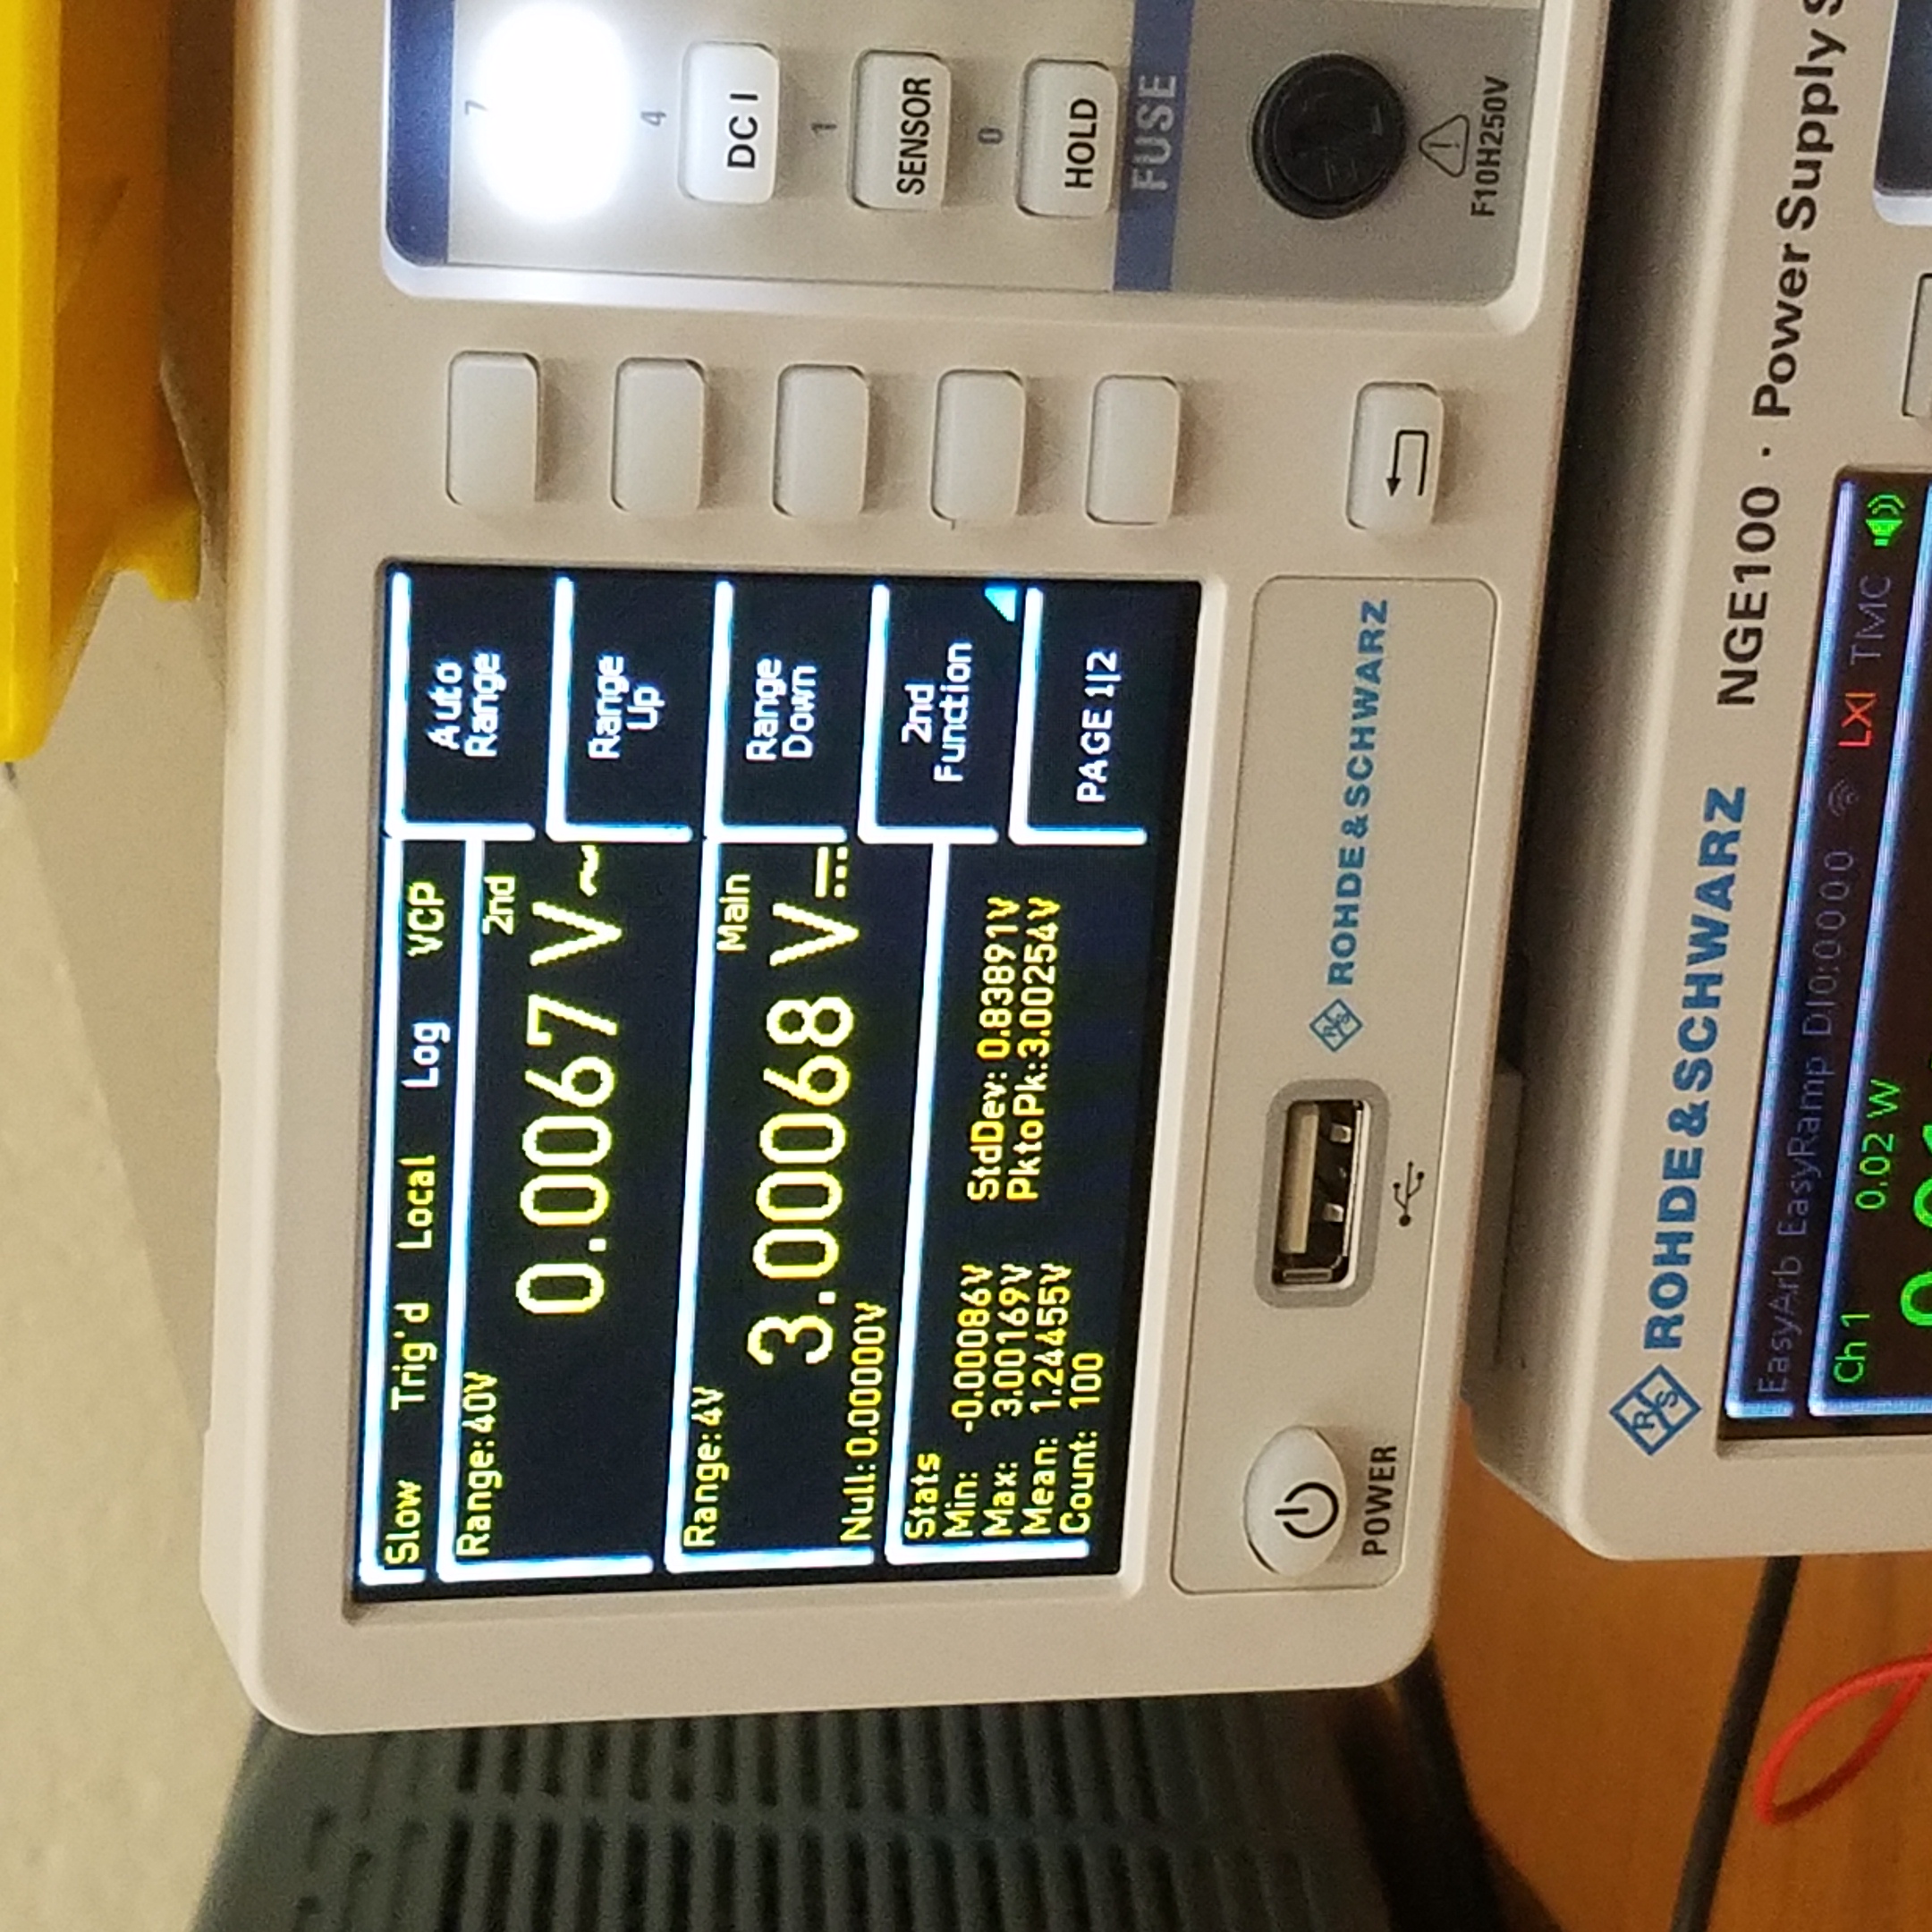 Slow Trig'd Local Log VCP
Range: 40V
2nd
0.0067 V~
Range: 4V
Main
3.00068 V⎓
Null: 0.00000V
Stats
Min: -0.00086V
Max: 3.00169V
Mean: 1.24455V
Count: 100
StdDev: 0.83891V
PktoPk: 3.00254V
Auto
Range
Range
Up
Range
Down
2nd
Function
PAGE 1|2
7
4
DC I
1
SENSOR
0
HOLD
FUSE
F10H250V
POWER
R S
ROHDE & SCHWARZ
R S
ROHDE & SCHWARZ
NGE100 · Power Supply
EasyArb EasyRamp DIO:0000 LXI TMC
Ch 1 0.02 W